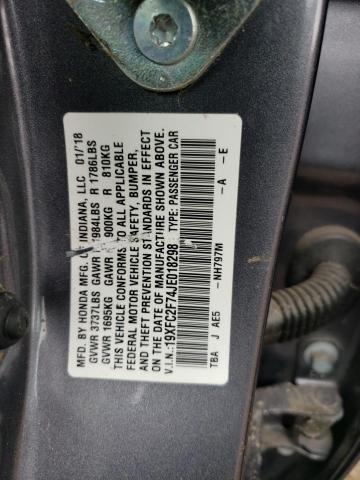 MFD. BY HONDA MFG. OF INDIANA, LLC 01/18
GVWR 3737LBS GAWR F 1984LBS R 1786LBS
GVWR 1695KG GAWR F 900KG R 810KG
THIS VEHICLE CONFORMS TO ALL APPLICABLE
FEDERAL MOTOR VEHICLE SAFETY, BUMPER,
AND THEFT PREVENTION STANDARDS IN EFFECT
ON THE DATE OF MANUFACTURE SHOWN ABOVE.
V.I.N.: 19XFC2F74JE018298 TYPE: PASSENGER CAR
TBA J AE5 -NH797M -A -E